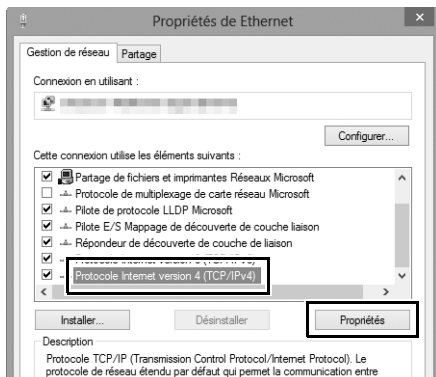 Propriétés de Ethernet
Gestion de réseau
Partage
Connexion en utilisant :
Configurer...
Cette connexion utilise les éléments suivants :
Partage de fichiers et imprimantes Réseaux Microsoft
Protocole de multiplexage de carte réseau Microsoft
Pilote de protocole LLDP Microsoft
Pilote E/S Mappage de découverte de couche liaison
Répondeur de découverte de couche de liaison
Protocole Internet version 4 (TCP/IPv4)
Installer...
Désinstaller
Propriétés
Description
Protocole TCP/IP (Transmission Control Protocol/Internet Protocol). Le
protocole de réseau étendu par défaut qui permet la communication entre